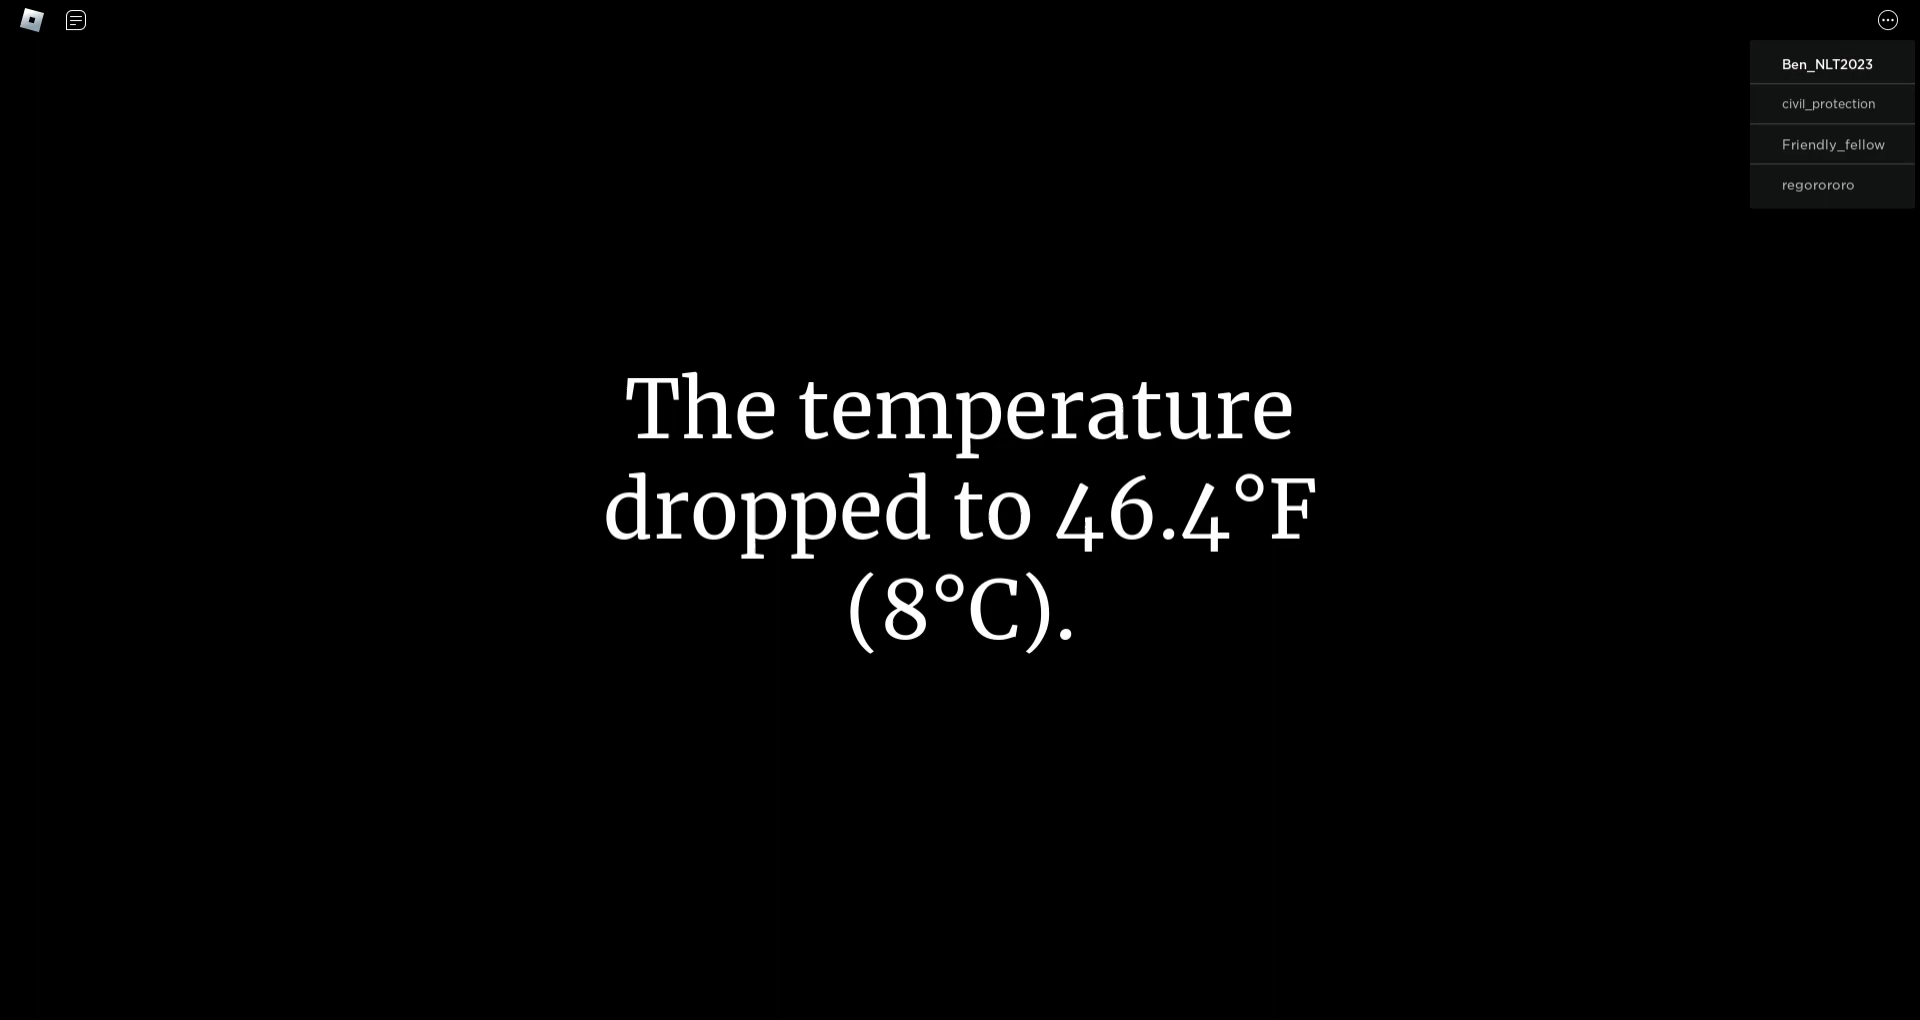 Ben_NLT2023
civil_protection
Friendly_fellow
regorororo
The temperature
dropped to 46.4°F
(8°C).